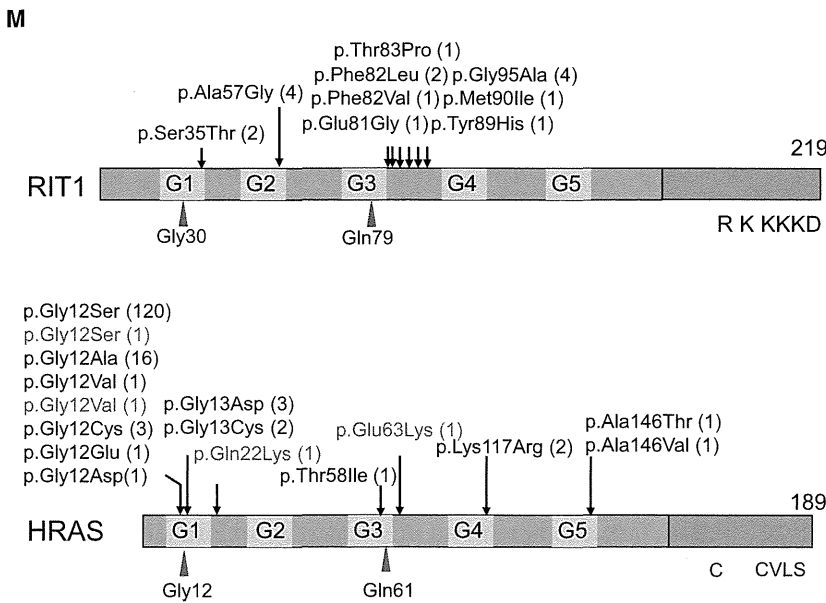 M
p.Thr83Pro (1)
p.Phe82Leu (2) p.Gly95Ala (4)
p.Ala57Gly (4) p.Phe82Val (1) p.Met90Ile (1)
p.Ser35Thr (2) p.Glu81Gly (1) p.Tyr89His (1)
219
RIT1 G1 G2 G3 G4 G5
R K KKKD
Gly30 Gln79
p.Gly12Ser (120)
p.Gly12Ser (1)
p.Gly12Ala (16)
p.Gly12Val (1)
p.Gly12Val (1) p.Gly13Asp (3) p.Ala146Thr (1)
p.Gly12Cys (3) p.Gly13Cys (2) p.Glu63Lys (1) p.Ala146Val (1)
p.Gly12Glu (1) p.Gln22Lys (1) p.Lys117Arg (2)
p.Gly12Asp(1) p.Thr58Ile (1)
189
HRAS G1 G2 G3 G4 G5
C CVLS
Gly12 Gln61